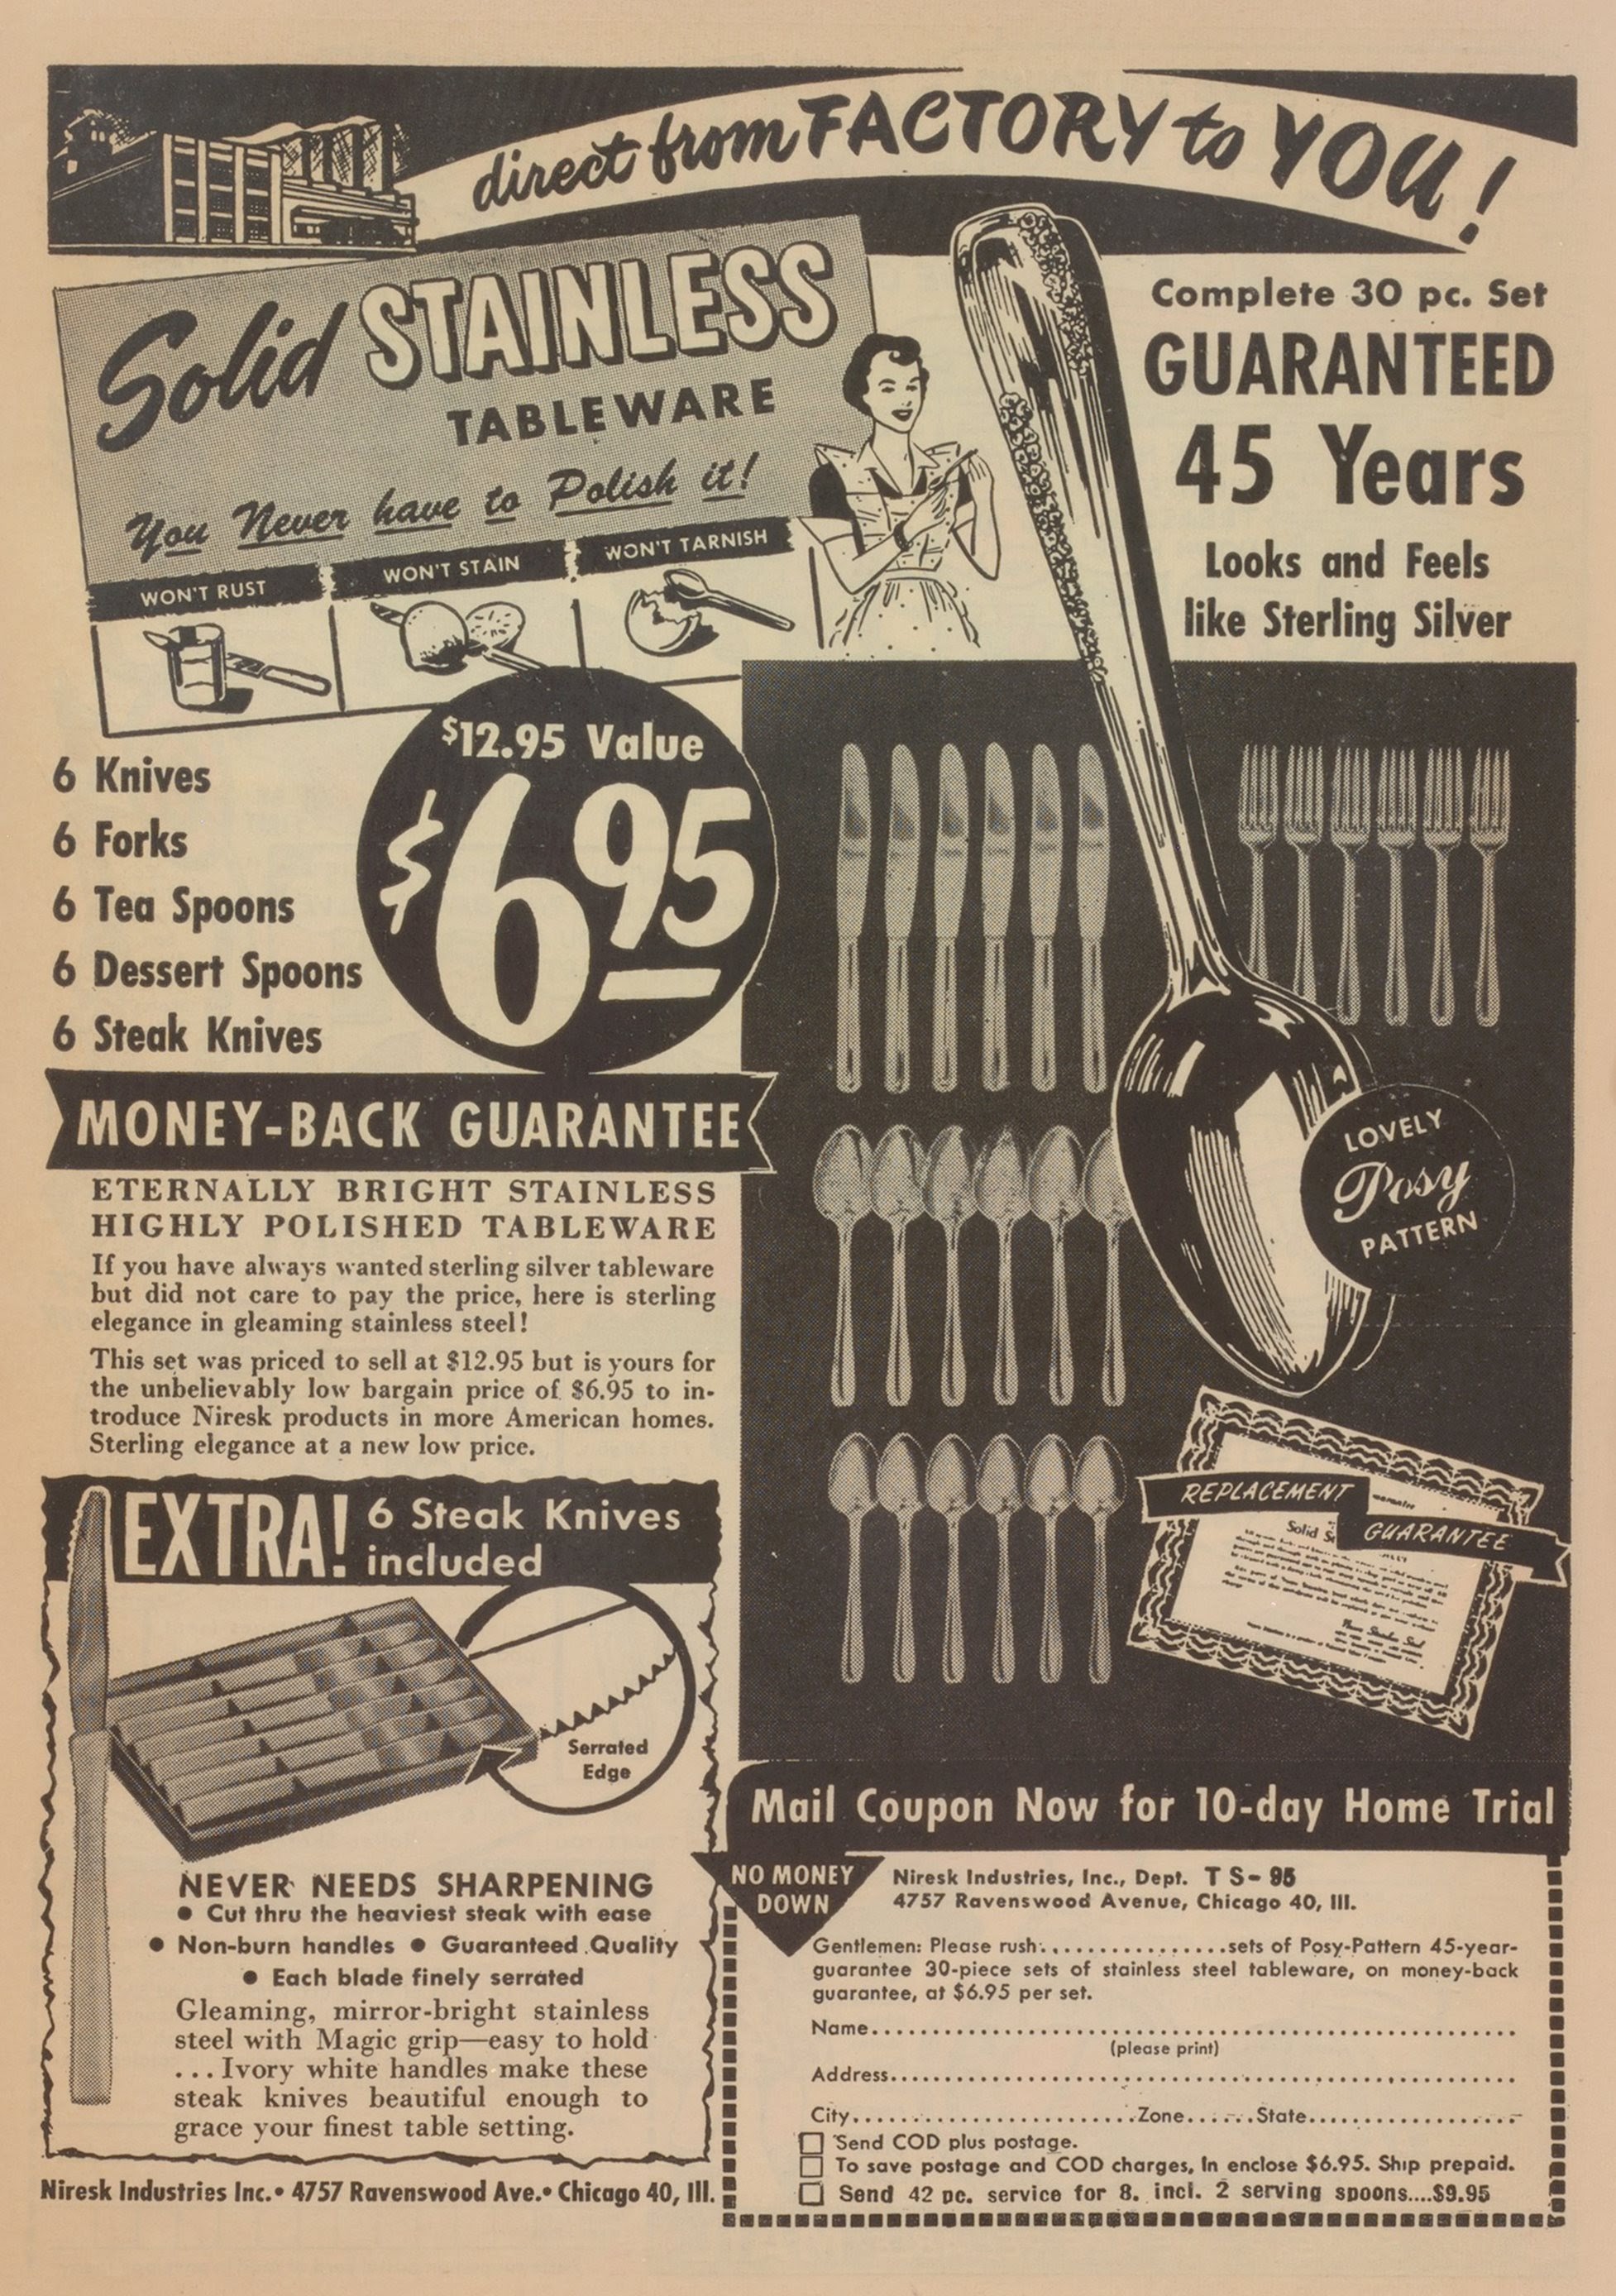 direct from FACTORY to YOU!
Solid STAINLESS
TABLEWARE
You Never have to Polish it!
WON'T RUST
WON'T STAIN
WON'T TARNISH
Complete 30 pc. Set
GUARANTEED
45 Years
Looks and Feels
like Sterling Silver
$12.95 Value
$6.95
6 Knives
6 Forks
6 Tea Spoons
6 Dessert Spoons
6 Steak Knives
MONEY-BACK GUARANTEE
ETERNALLY BRIGHT STAINLESS
HIGHLY POLISHED TABLEWARE
If you have always wanted sterling silver tableware
but did not care to pay the price, here is sterling
elegance in gleaming stainless steel!
This set was priced to sell at $12.95 but is yours for
the unbelievably low bargain price of $6.95 to in-
troduce Niresk products in more American homes.
Sterling elegance at a new low price.
LOVELY
Posy
PATTERN
REPLACEMENT
GUARANTEE
Solid
EXTRA! 6 Steak Knives
included
Serrated
Edge
NEVER NEEDS SHARPENING
• Cut thru the heaviest steak with ease
• Non-burn handles • Guaranteed Quality
• Each blade finely serrated
Gleaming, mirror-bright stainless
steel with Magic grip—easy to hold
...Ivory white handles make these
steak knives beautiful enough to
grace your finest table setting.
Niresk Industries Inc.• 4757 Ravenswood Ave.• Chicago 40, Ill.
Mail Coupon Now for 10-day Home Trial
NO MONEY
DOWN
Niresk Industries, Inc., Dept. TS-95
4757 Ravenswood Avenue, Chicago 40, Ill.
Gentlemen: Please rush................sets of Posy-Pattern 45-year-
guarantee 30-piece sets of stainless steel tableware, on money-back
guarantee, at $6.95 per set.
Name......................................................
(please print)
Address...................................................
City.......................Zone......State.................
Send COD plus postage.
To save postage and COD charges, In enclose $6.95. Ship prepaid.
Send 42 pc. service for 8. incl. 2 serving spoons....$9.95